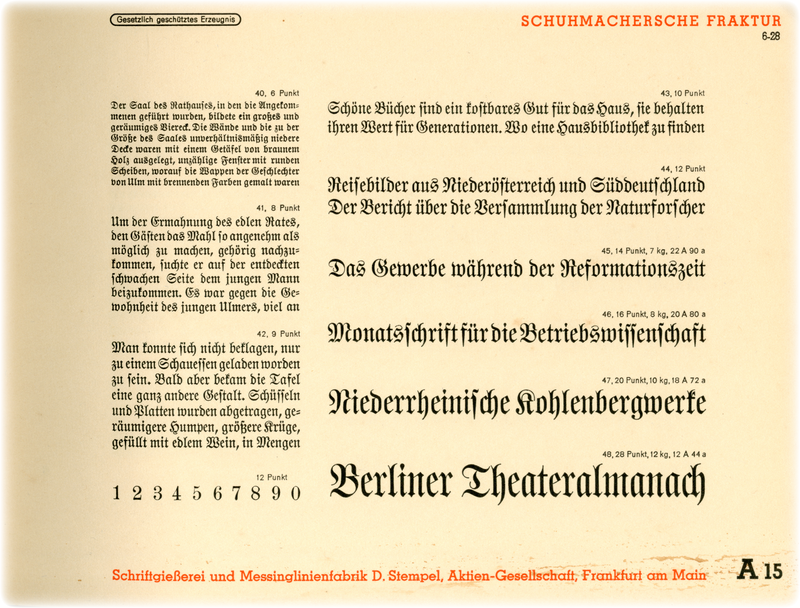 Gesetzlich geschütztes Erzeugnis
SCHUHMACHERSCHE FRAKTUR
6-28
40, 6 Punkt
Der Saal des Rathauſes, in den die Angekom-
menen geführt wurden, bildete ein großes und
geräumiges Viereck. Die Wände und die zu der
Größe des Saales unverhältnismäßig niedere
Decke waren mit einem Getäfel von braunem
Holz ausgelegt, unzählige Fenſter mit runden
Scheiben, worauf die Wappen der Geſchlechter
von Ulm mit brennenden Farben gemalt waren
41, 8 Punkt
Um der Ermahnung des edlen Rates,
den Gäſten das Mahl ſo angenehm als
möglich zu machen, gehörig nachzu-
kommen, ſuchte er auf der entdeckten
ſchwachen Seite dem jungen Mann
beizukommen. Es war gegen die Ge-
wohnheit des jungen Ulmers, viel an
42, 9 Punkt
Man konnte ſich nicht beklagen, nur
zu einem Schaueſſen geladen worden
zu ſein. Bald aber bekam die Tafel
eine ganz andere Geſtalt. Schüſſeln
und Platten wurden abgetragen, ge-
räumigere Humpen, größere Krüge,
gefüllt mit edlem Wein, in Mengen
12 Punkt
1 2 3 4 5 6 7 8 9 0
43, 10 Punkt
Schöne Bücher ſind ein koſtbares Gut für das Haus, ſie behalten
ihren Wert für Generationen. Wo eine Hausbibliothek zu finden
44, 12 Punkt
Reiſebilder aus Niederöſterreich und Süddeutſchland
Der Bericht über die Verſammlung der Naturforſcher
45, 14 Punkt, 7 kg, 22 A 90 a
Das Gewerbe während der Reformationszeit
46, 16 Punkt, 8 kg, 20 A 80 a
Monatsſchrift für die Betriebswiſſenſchaft
47, 20 Punkt, 10 kg, 18 A 72 a
Niederrheiniſche Kohlenbergwerke
48, 28 Punkt, 12 kg, 12 A 44 a
Berliner Theateralmanach
Schriftgießerei und Messinglinienfabrik D. Stempel, Aktien-Gesellschaft, Frankfurt am Main
A 15